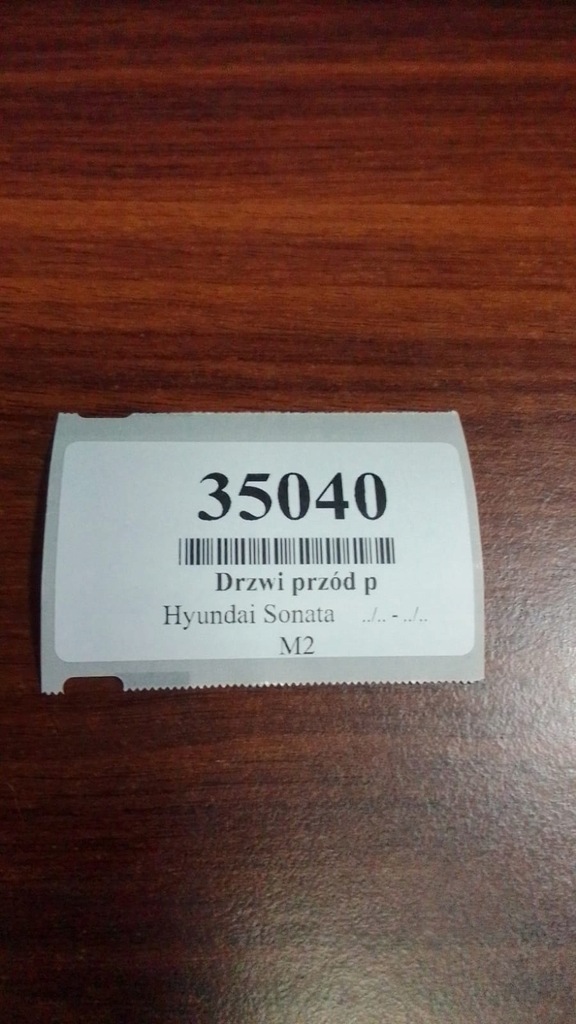 35040
Drzwi przód p
Hyundai Sonata ../.. - ../..
M2